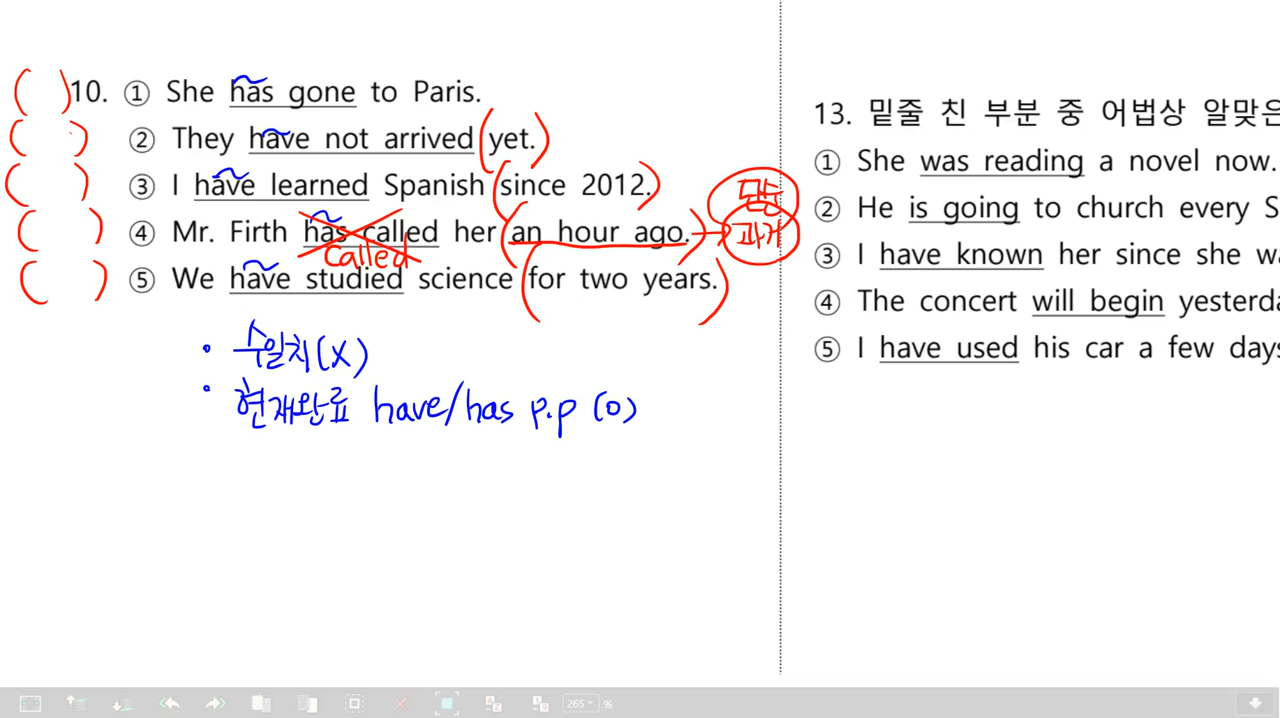 10. ① She has gone to Paris.
② They have not arrived (yet.)
③ I have learned Spanish (since 2012.)
④ Mr. Firth has called her (an hour ago.) → 과거
called
⑤ We have studied science (for two years.)
• 수일치(X)
• 현재완료 have/has p.p (O)
13. 밑줄 친 부분 중 어법상 알맞은
① She was reading a novel now.
② He is going to church every S
③ I have known her since she wa
④ The concert will begin yesterda
⑤ I have used his car a few days
265 %